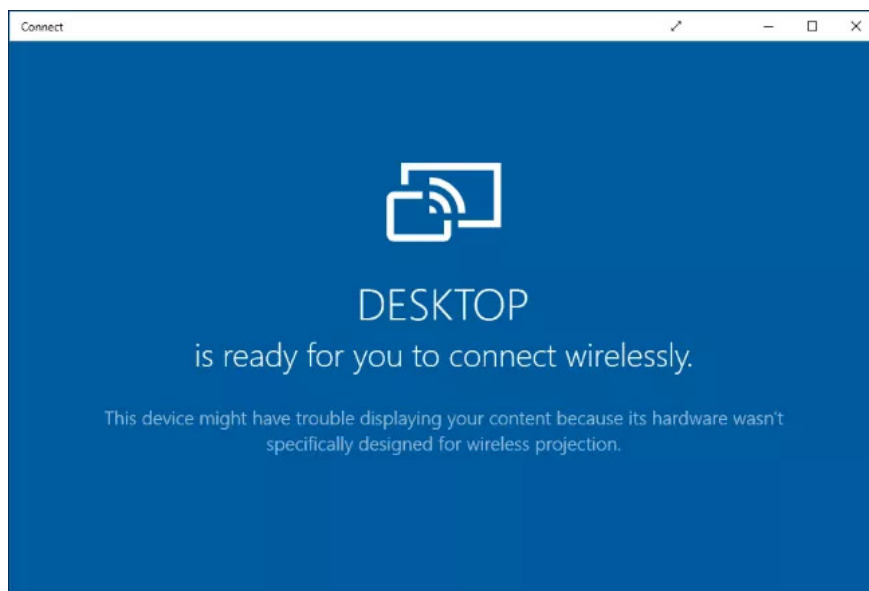 Connect
DESKTOP
is ready for you to connect wirelessly.
This device might have trouble displaying your content because its hardware wasn't
specifically designed for wireless projection.